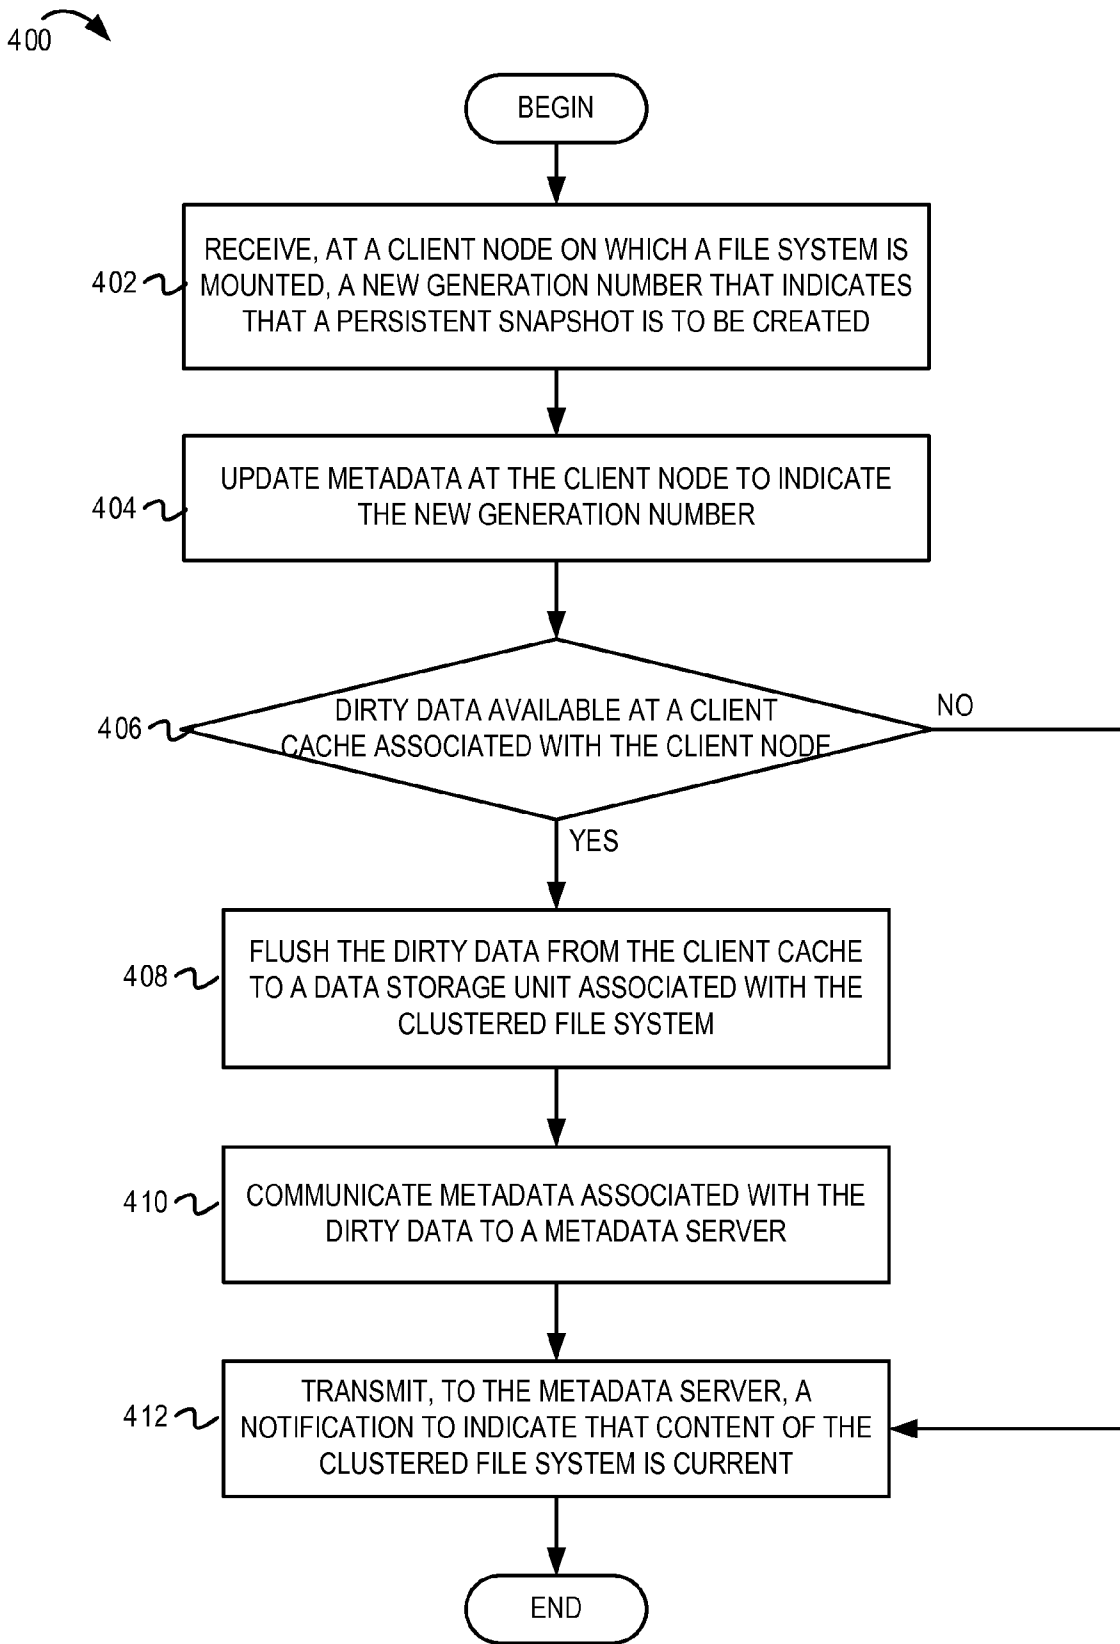 400
BEGIN
402
RECEIVE, AT A CLIENT NODE ON WHICH A FILE SYSTEM IS
MOUNTED, A NEW GENERATION NUMBER THAT INDICATES
THAT A PERSISTENT SNAPSHOT IS TO BE CREATED
404
UPDATE METADATA AT THE CLIENT NODE TO INDICATE
THE NEW GENERATION NUMBER
406
DIRTY DATA AVAILABLE AT A CLIENT
CACHE ASSOCIATED WITH THE CLIENT NODE
NO
YES
408
FLUSH THE DIRTY DATA FROM THE CLIENT CACHE
TO A DATA STORAGE UNIT ASSOCIATED WITH THE
CLUSTERED FILE SYSTEM
410
COMMUNICATE METADATA ASSOCIATED WITH THE
DIRTY DATA TO A METADATA SERVER
412
TRANSMIT, TO THE METADATA SERVER, A
NOTIFICATION TO INDICATE THAT CONTENT OF THE
CLUSTERED FILE SYSTEM IS CURRENT
END